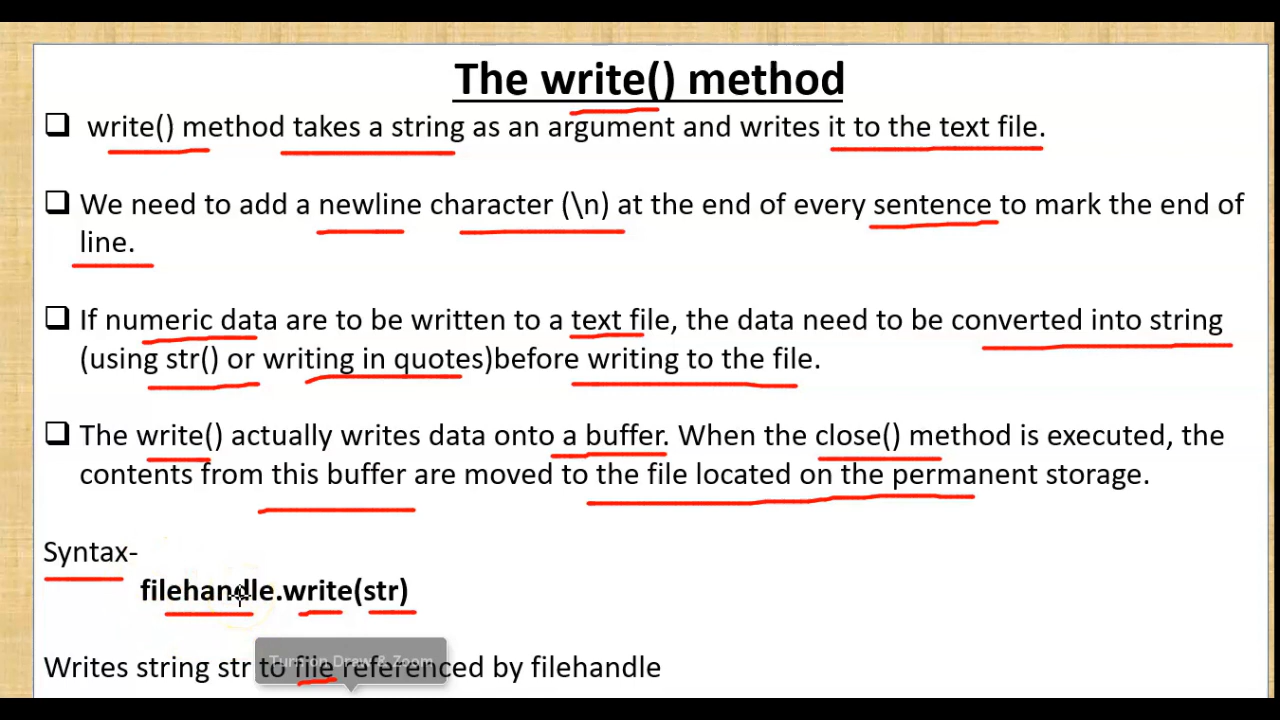 The write() method
❑ write() method takes a string as an argument and writes it to the text file.
❑ We need to add a newline character (\n) at the end of every sentence to mark the end of
line.
❑ If numeric data are to be written to a text file, the data need to be converted into string
(using str() or writing in quotes)before writing to the file.
❑ The write() actually writes data onto a buffer. When the close() method is executed, the
contents from this buffer are moved to the file located on the permanent storage.
Syntax-
filehandle.write(str)
Turn on Draw & Zoom
Writes string str to file referenced by filehandle